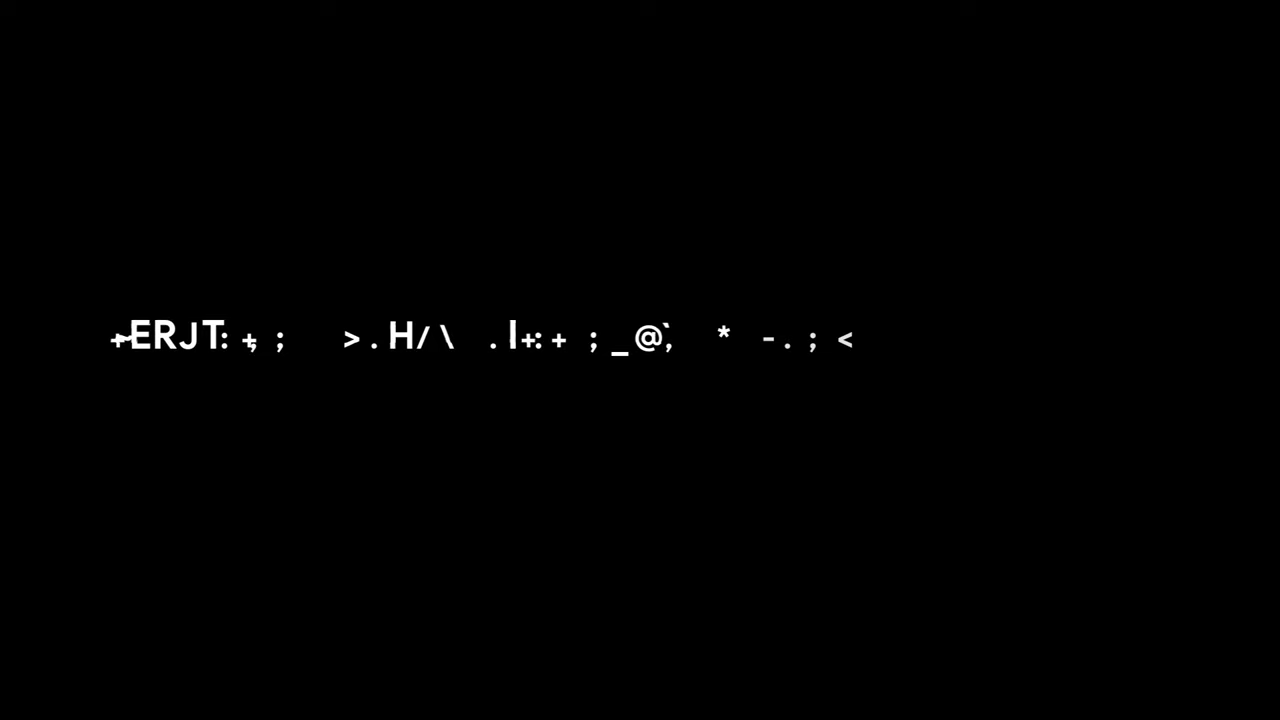 +~ERJT: +, ; > . H/ \ . I+: + ; _ @`, * - . ; <